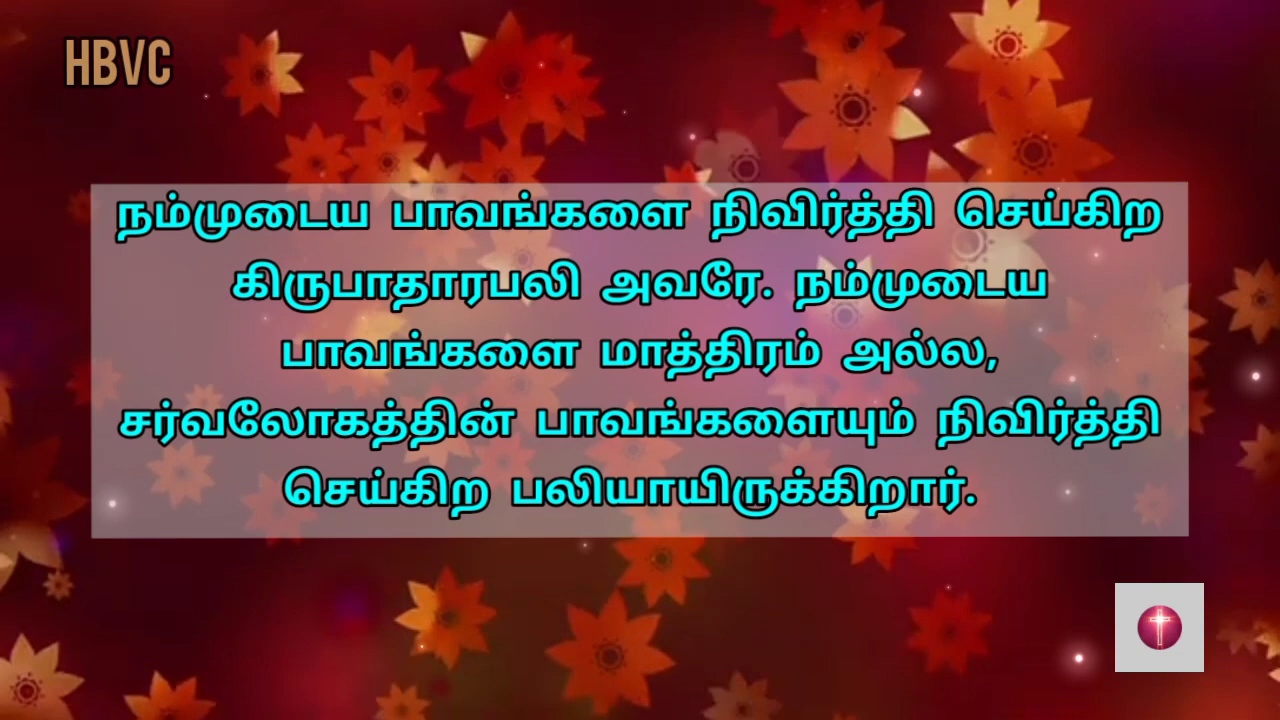 HBVC
நம்முடைய பாவங்களை நிவிர்த்தி செய்கிற
கிருபாதாரபலி அவரே. நம்முடைய
பாவங்களை மாத்திரம் அல்ல,
சர்வலோகத்தின் பாவங்களையும் நிவிர்த்தி
செய்கிற பலியாயிருக்கிறார்.